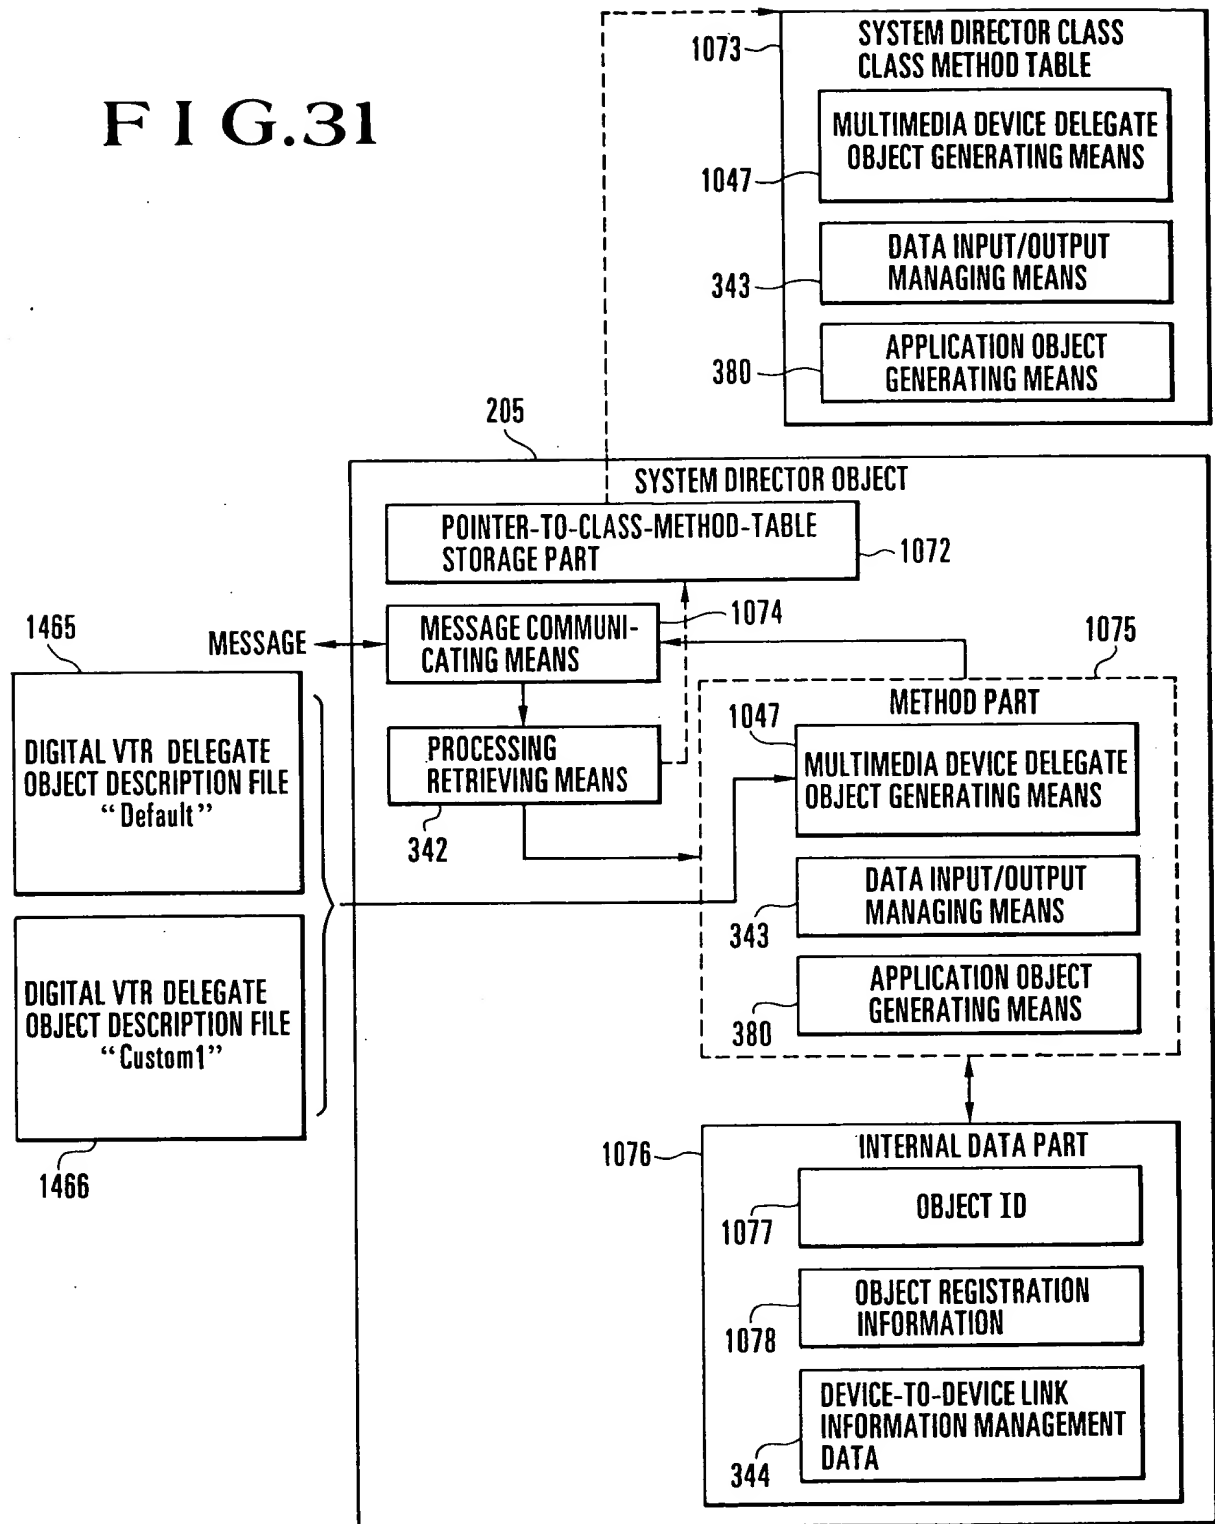 FIG.31
1073
SYSTEM DIRECTOR CLASS
CLASS METHOD TABLE
MULTIMEDIA DEVICE DELEGATE
OBJECT GENERATING MEANS
1047
DATA INPUT/OUTPUT
MANAGING MEANS
343
APPLICATION OBJECT
GENERATING MEANS
380
205
SYSTEM DIRECTOR OBJECT
POINTER-TO-CLASS-METHOD-TABLE
STORAGE PART
1072
1074
MESSAGE
MESSAGE COMMUNI-
CATING MEANS
1075
1465
DIGITAL VTR DELEGATE
OBJECT DESCRIPTION FILE
“Default”
PROCESSING
RETRIEVING MEANS
342
METHOD PART
1047
MULTIMEDIA DEVICE DELEGATE
OBJECT GENERATING MEANS
DATA INPUT/OUTPUT
MANAGING MEANS
343
APPLICATION OBJECT
GENERATING MEANS
380
DIGITAL VTR DELEGATE
OBJECT DESCRIPTION FILE
“Custom1”
1466
1076
INTERNAL DATA PART
OBJECT ID
1077
OBJECT REGISTRATION
INFORMATION
1078
DEVICE-TO-DEVICE LINK
INFORMATION MANAGEMENT
DATA
344